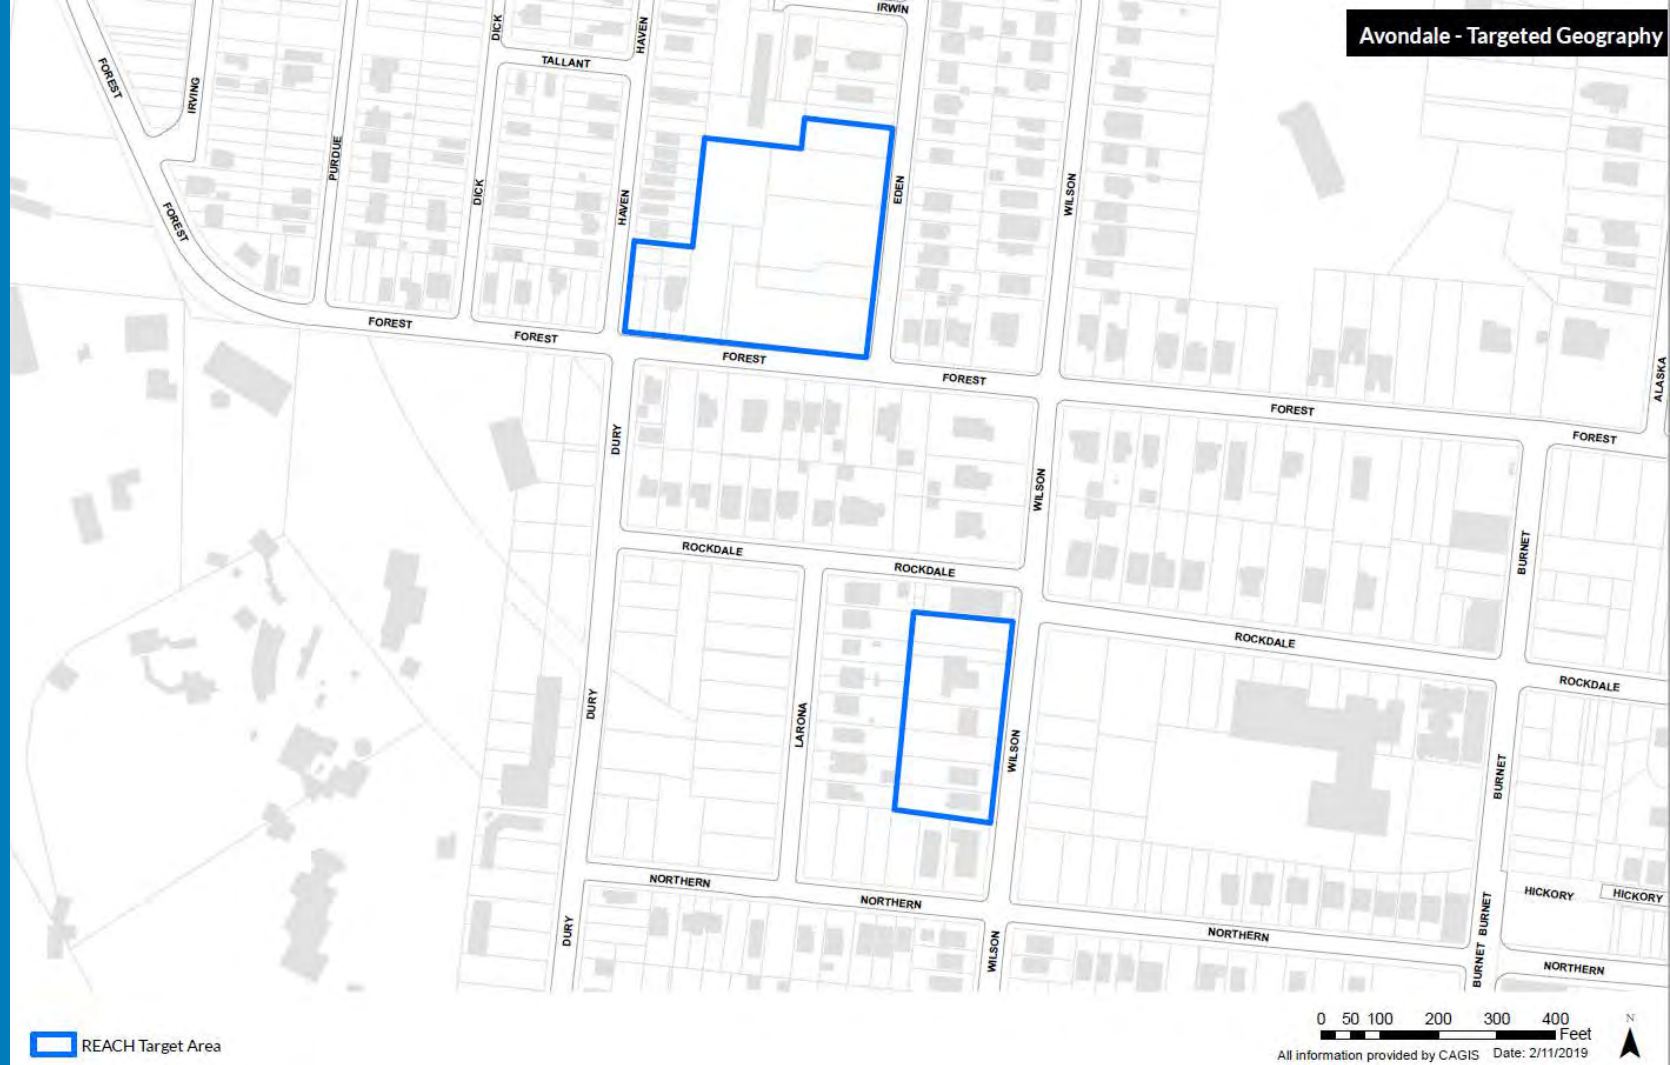 IRWIN
Avondale - Targeted Geography
DICK
HAVEN
TALLANT
FOREST
IRVING
PURDUE
DICK
HAVEN
EDEN
WILSON
FOREST
FOREST
FOREST
FOREST
FOREST
FOREST
FOREST
ALASKA
DURY
WILSON
BURNET
ROCKDALE
ROCKDALE
ROCKDALE
ROCKDALE
DURY
LARONA
WILSON
BURNET
NORTHERN
NORTHERN
HICKORY
HICKORY
BURNET
NORTHERN
DURY
WILSON
BURNET
NORTHERN
REACH Target Area
0 50 100 200 300 400
Feet
N
All information provided by CAGIS Date: 2/11/2019